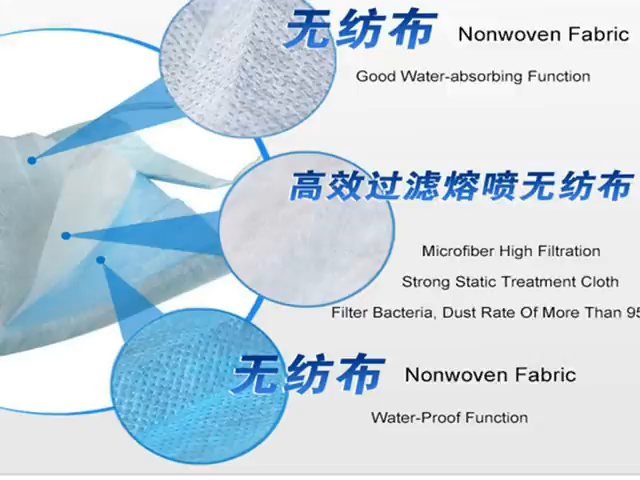 无纺布 Nonwoven Fabric
Good Water-absorbing Function
高效过滤熔喷无纺布
Microfiber High Filtration
Strong Static Treatment Cloth
Filter Bacteria, Dust Rate Of More Than 95
无纺布 Nonwoven Fabric
Water-Proof Function